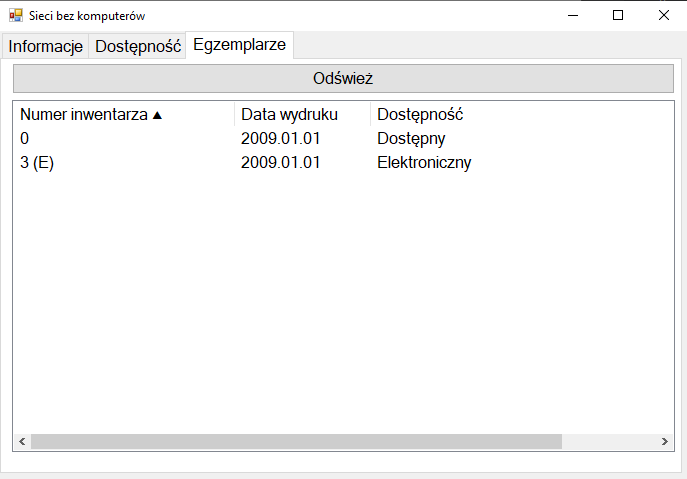 Sieci bez komputerów
Informacje Dostępność Egzemplarze
Odśwież
Numer inwentarza Data wydruku Dostępność
0 2009.01.01 Dostępny
3 (E) 2009.01.01 Elektroniczny